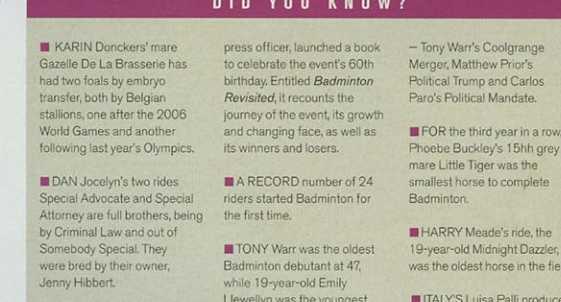 DID YOU KNOW?
■ KARIN Donckers' mare
Gazelle De La Brasserie has
had two foals by embryo
transfer, both by Belgian
stallions, one after the 2006
World Games and another
following last year's Olympics.
■ DAN Jocelyn's two rides
Special Advocate and Special
Attorney are full brothers, being
by Criminal Law and out of
Somebody Special. They
were bred by their owner,
Jenny Hibbert.
press officer, launched a book
to celebrate the event's 60th
birthday. Entitled Badminton
Revisited, it recounts the
journey of the event, its growth
and changing face, as well as
its winners and losers.
■ A RECORD number of 24
riders started Badminton for
the first time.
■ TONY Warr was the oldest
Badminton debutant at 47,
while 19-year-old Emily
Llewellyn was the youngest
– Tony Warr's Coolgrange
Merger, Matthew Prior's
Political Trump and Carlos
Paro's Political Mandate.
■ FOR the third year in a row,
Phoebe Buckley's 15hh grey
mare Little Tiger was the
smallest horse to complete
Badminton.
■ HARRY Meade's ride, the
19-year-old Midnight Dazzler,
was the oldest horse in the
■ ITALY'S Luisa Palli